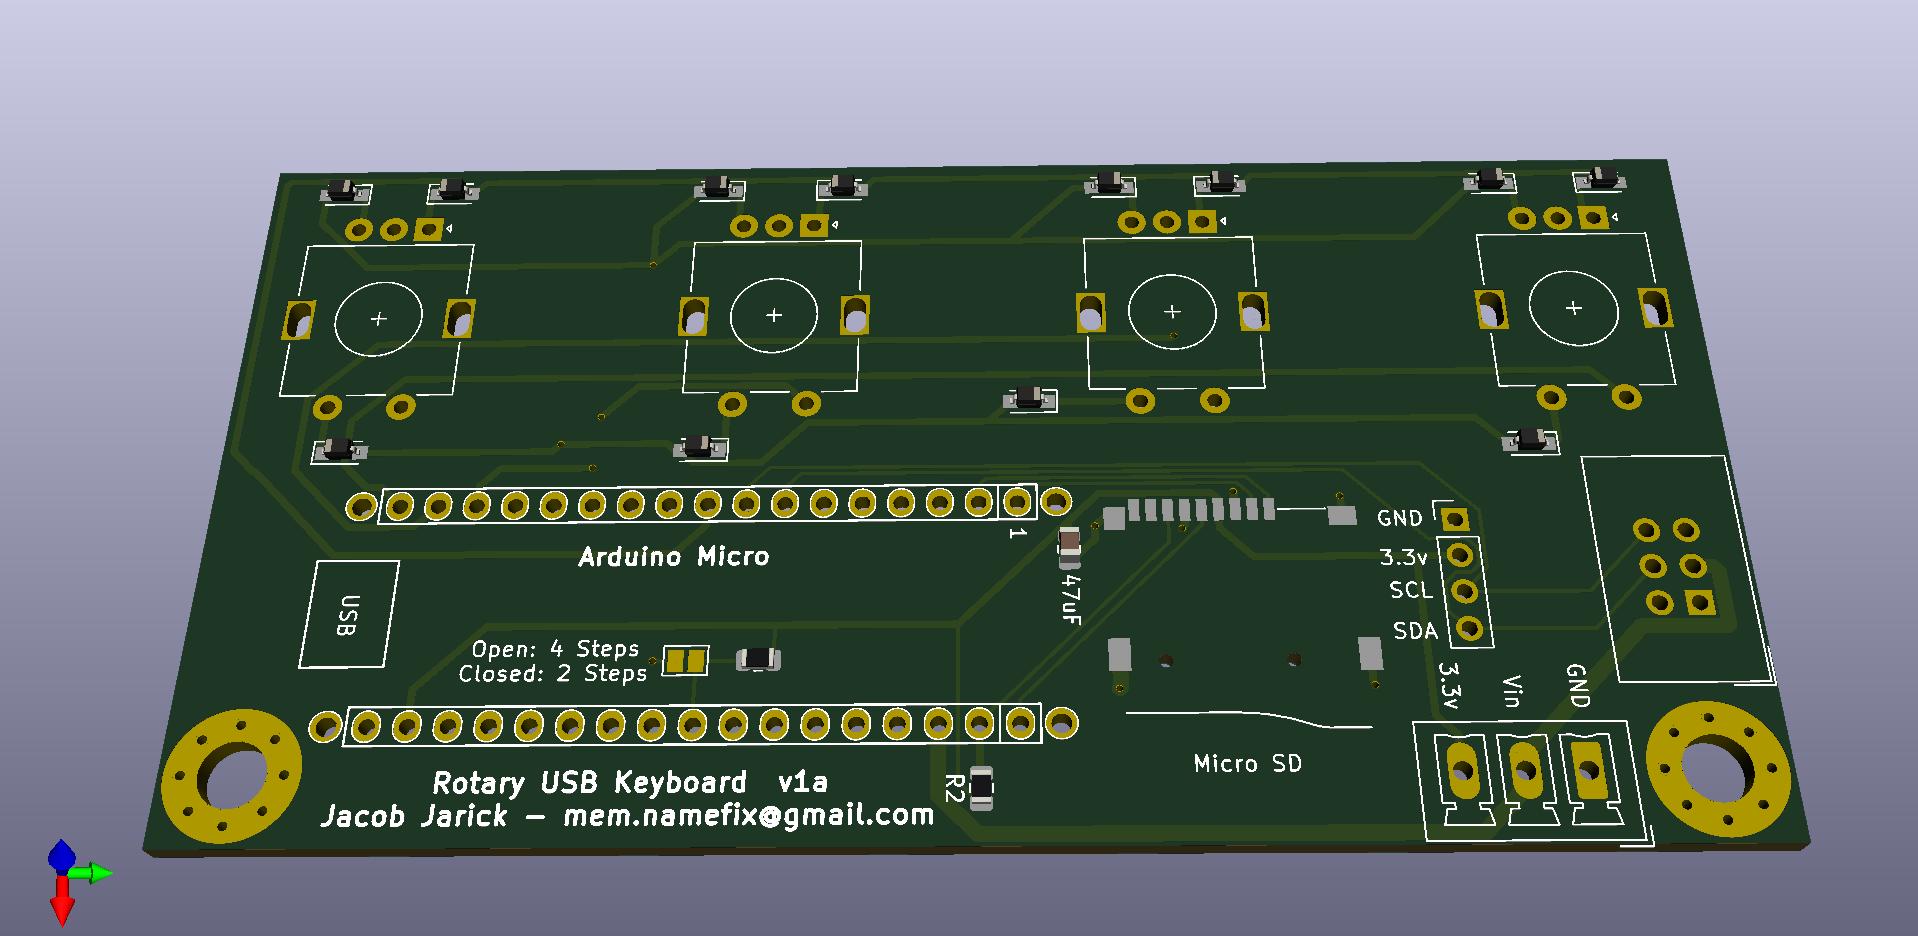 Arduino Micro
1
47uF
GND
3.3v
SCL
SDA
USB
Open: 4 Steps
Closed: 2 Steps
3.3v
Vin
GND
Micro SD
R2
Rotary USB Keyboard v1a
Jacob Jarick – mem.namefix@gmail.com